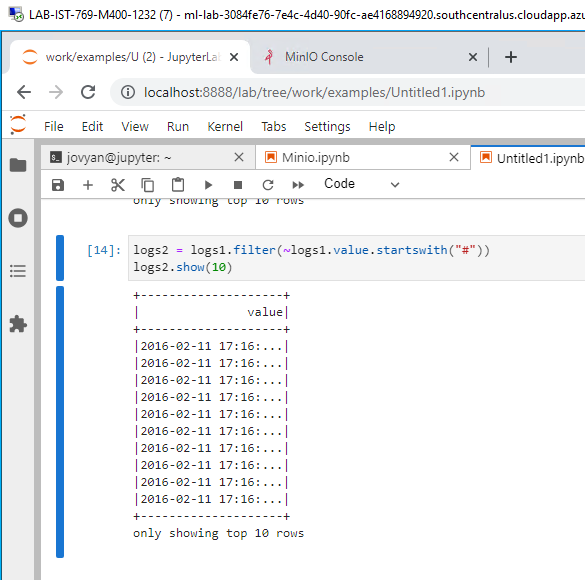 LAB-IST-769-M400-1232 (7) - ml-lab-3084fe76-7e4c-4d40-90fc-ae4168894920.southcentralus.cloudapp.azu
work/examples/U (2) - JupyterLab
MinIO Console
localhost:8888/lab/tree/work/examples/Untitled1.ipynb
File Edit View Run Kernel Tabs Settings Help
jovyan@jupyter: ~
Minio.ipynb
Untitled1.ipynb
Code
only showing top 10 rows
[14]: logs2 = logs1.filter(~logs1.value.startswith("#"))
logs2.show(10)
+--------------------+
|               value|
+--------------------+
|2016-02-11 17:16:...|
|2016-02-11 17:16:...|
|2016-02-11 17:16:...|
|2016-02-11 17:16:...|
|2016-02-11 17:16:...|
|2016-02-11 17:16:...|
|2016-02-11 17:16:...|
|2016-02-11 17:16:...|
|2016-02-11 17:16:...|
|2016-02-11 17:16:...|
+--------------------+
only showing top 10 rows